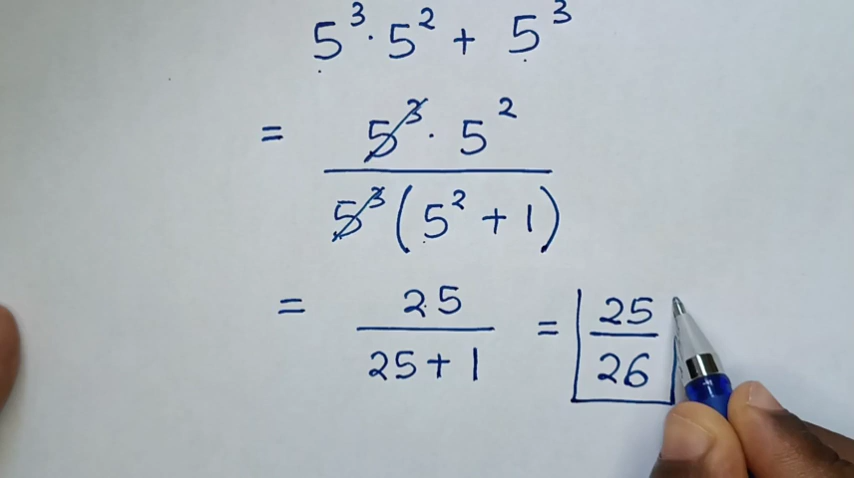 5³ · 5² + 5³
= 5³ · 5² / 5³ (5² + 1)
= 25 / 25 + 1 = 25 / 26